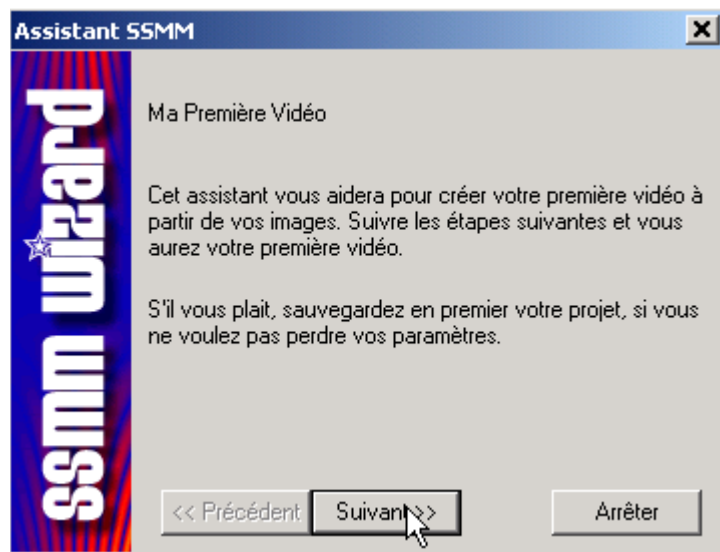 Assistant SSMM
ssmm wizard
Ma Première Vidéo
Cet assistant vous aidera pour créer votre première vidéo à
partir de vos images. Suivre les étapes suivantes et vous
aurez votre première vidéo.
S'il vous plait, sauvegardez en premier votre projet, si vous
ne voulez pas perdre vos paramètres.
<< Précédent
Suivant >>
Arrêter